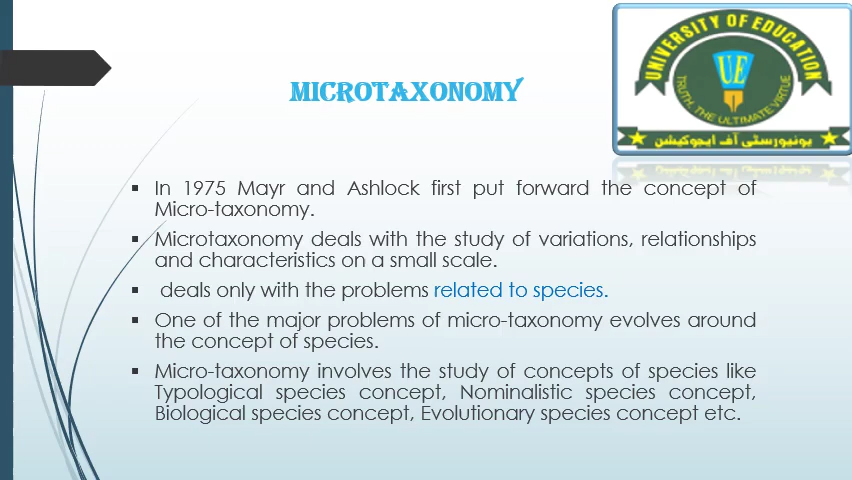 UNIVERSITY OF EDUCATION
UE
TRUTH, THE ULTIMATE VIRTUE
یونیورسٹی آف ایجوکیشن
MICROTAXONOMY
▪ In 1975 Mayr and Ashlock first put forward the concept of
Micro-taxonomy.
▪ Microtaxonomy deals with the study of variations, relationships
and characteristics on a small scale.
▪ deals only with the problems related to species.
▪ One of the major problems of micro-taxonomy evolves around
the concept of species.
▪ Micro-taxonomy involves the study of concepts of species like
Typological species concept, Nominalistic species concept,
Biological species concept, Evolutionary species concept etc.